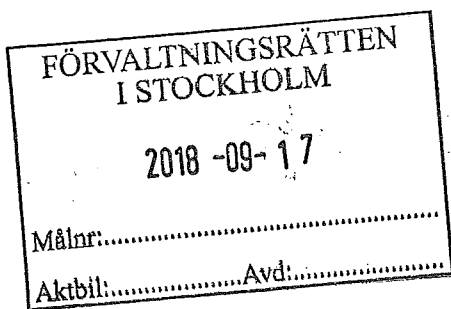 FÖRVALTNINGSRÄTTEN
I STOCKHOLM
2018 -09- 17
Målnr:........................................
Aktbil:.................Avd:....................